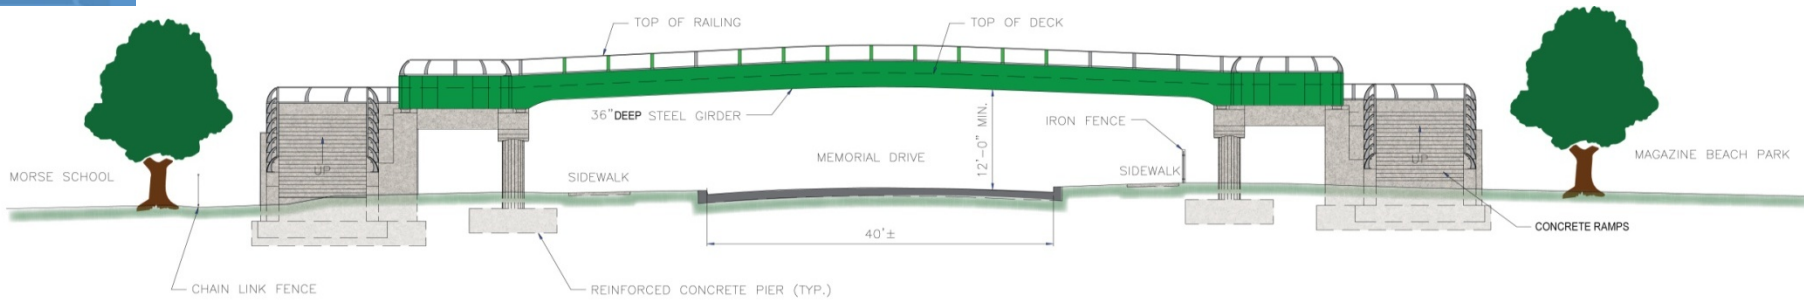 TOP OF RAILING
TOP OF DECK
36"DEEP STEEL GIRDER
12'-0" MIN.
IRON FENCE
MEMORIAL DRIVE
MORSE SCHOOL
UP
SIDEWALK
SIDEWALK
UP
MAGAZINE BEACH PARK
40'±
CONCRETE RAMPS
CHAIN LINK FENCE
REINFORCED CONCRETE PIER (TYP.)